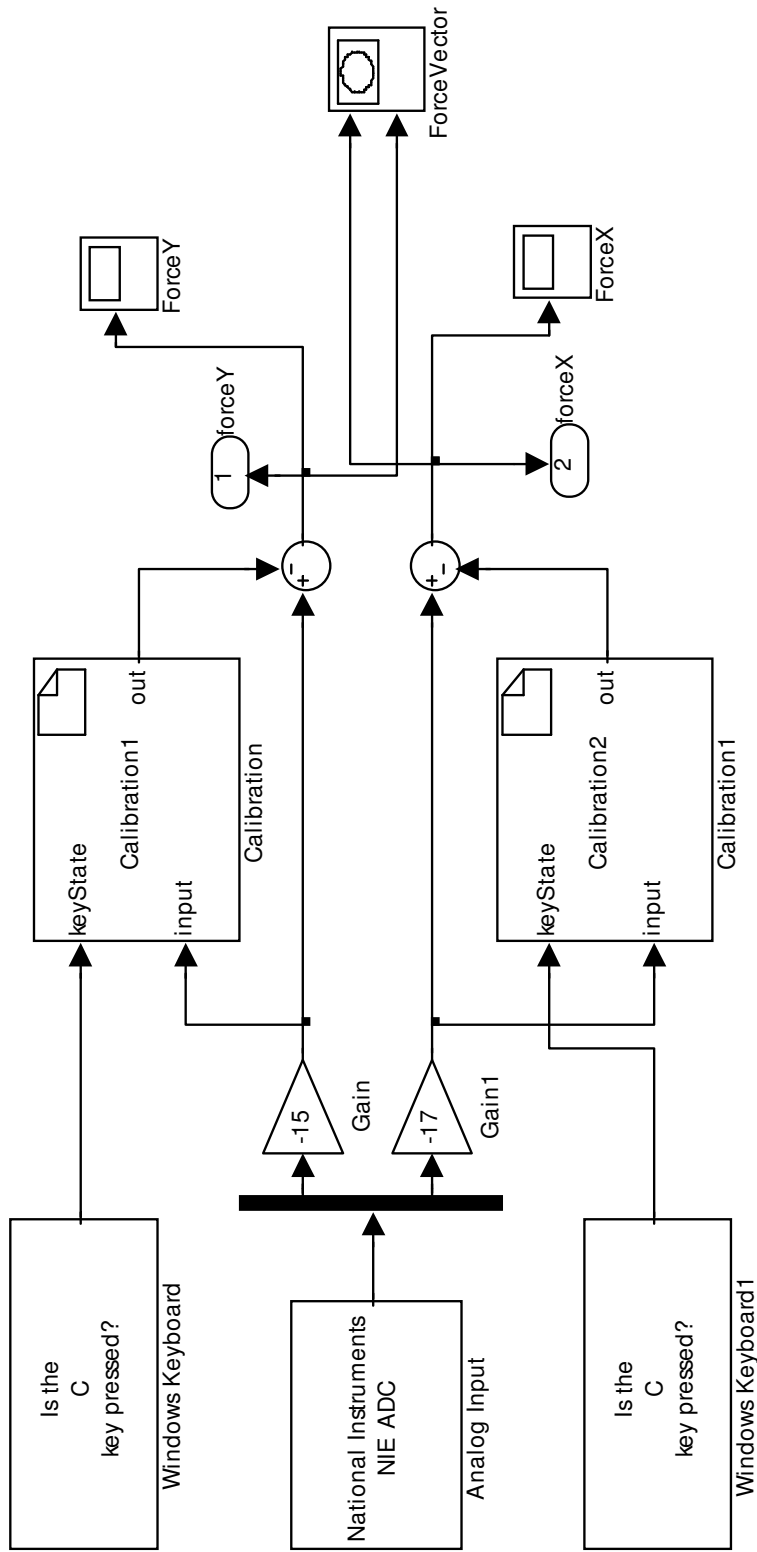 Is the
C
key pressed?
Windows Keyboard
National Instruments
NIE ADC
Analog Input
Is the
C
key pressed?
Windows Keyboard1
-15
Gain
-17
Gain1
keyState
input
Calibration1
out
Calibration
keyState
input
Calibration2
out
Calibration1
+
-
+
-
1
forceY
2
forceX
ForceY
ForceX
ForceVector